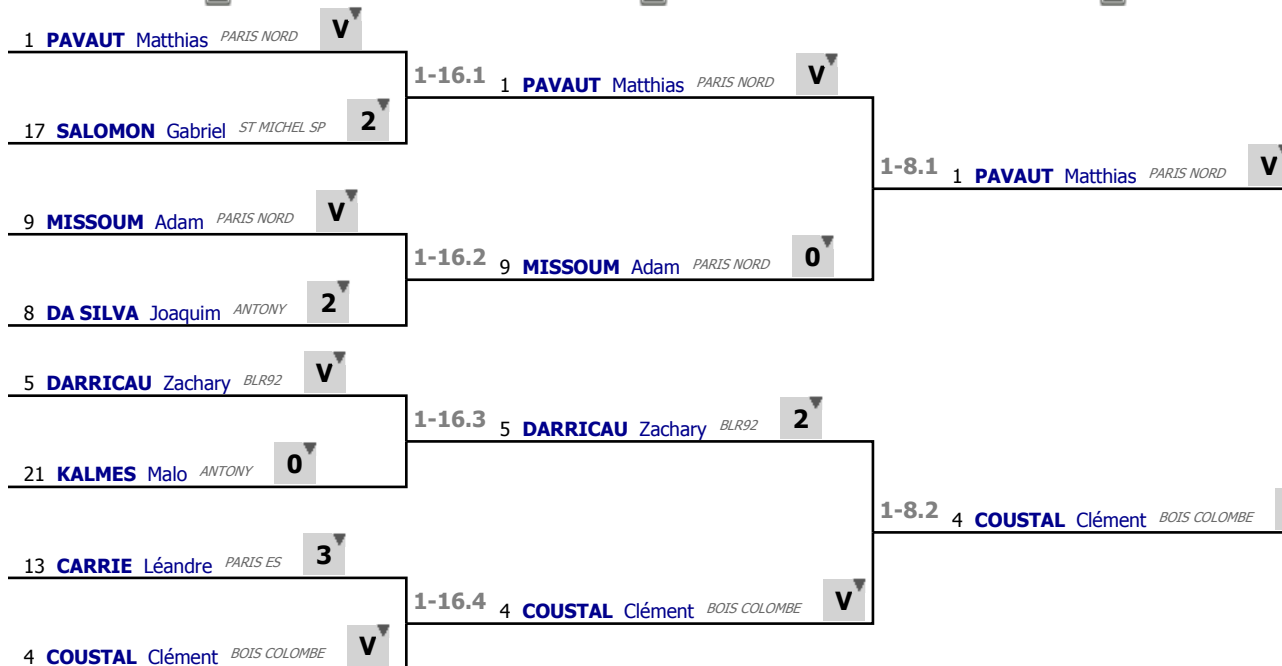 1 PAVAUT Matthias PARIS NORD V
17 SALOMON Gabriel ST MICHEL SP 2
9 MISSOUM Adam PARIS NORD V
8 DA SILVA Joaquim ANTONY 2
5 DARRICAU Zachary BLR92 V
21 KALMES Malo ANTONY 0
13 CARRIE Léandre PARIS ES 3
4 COUSTAL Clément BOIS COLOMBE V
1-16.1 1 PAVAUT Matthias PARIS NORD V
1-16.2 9 MISSOUM Adam PARIS NORD 0
1-16.3 5 DARRICAU Zachary BLR92 2
1-16.4 4 COUSTAL Clément BOIS COLOMBE V
1-8.1 1 PAVAUT Matthias PARIS NORD V
1-8.2 4 COUSTAL Clément BOIS COLOMBE